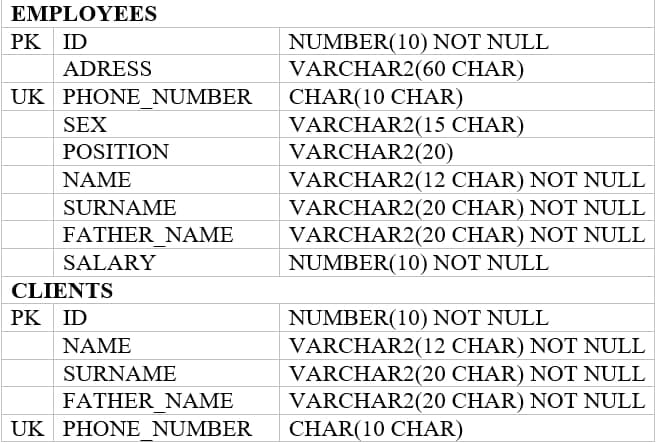 EMPLOYEES
PK ID NUMBER(10) NOT NULL
ADRESS VARCHAR2(60 CHAR)
UK PHONE_NUMBER CHAR(10 CHAR)
SEX VARCHAR2(15 CHAR)
POSITION VARCHAR2(20)
NAME VARCHAR2(12 CHAR) NOT NULL
SURNAME VARCHAR2(20 CHAR) NOT NULL
FATHER_NAME VARCHAR2(20 CHAR) NOT NULL
SALARY NUMBER(10) NOT NULL
CLIENTS
PK ID NUMBER(10) NOT NULL
NAME VARCHAR2(12 CHAR) NOT NULL
SURNAME VARCHAR2(20 CHAR) NOT NULL
FATHER_NAME VARCHAR2(20 CHAR) NOT NULL
UK PHONE_NUMBER CHAR(10 CHAR)